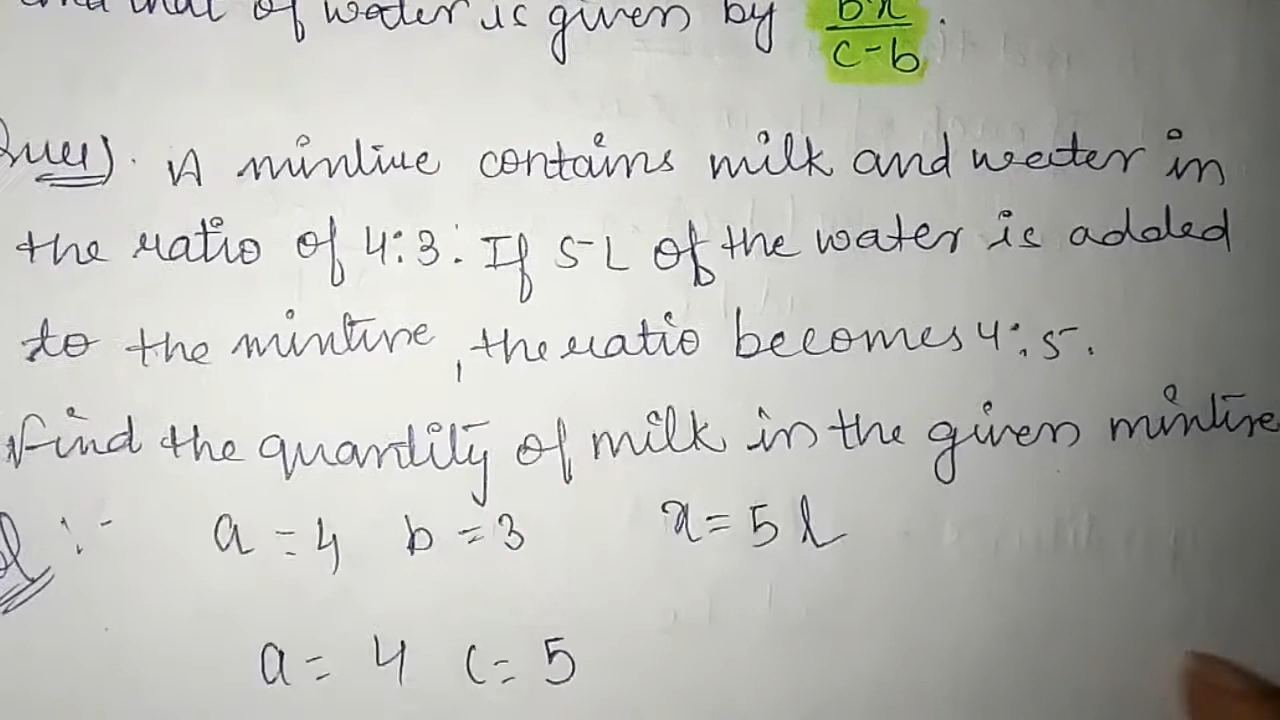 and that of water is given by bx/c-b.
Ques). A mixture contains milk and water in
the ratio of 4:3. If 5 L of the water is added
to the mixture, the ratio becomes 4:5.
Find the quantity of milk in the given mixture
Sol :- a = 4 b = 3 x = 5 l
a = 4 c = 5